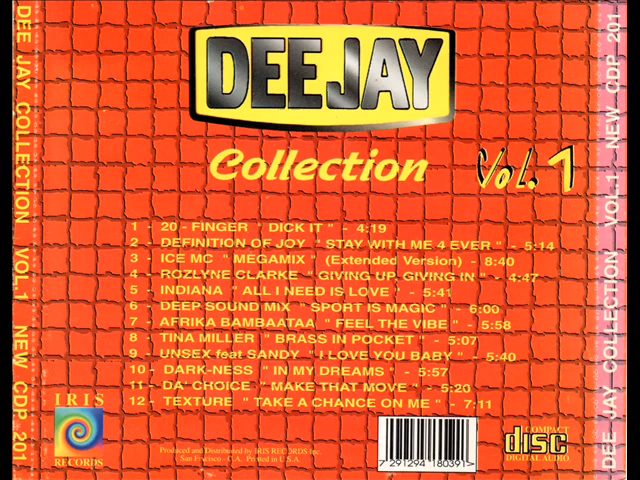 DEE JAY COLLECTION VOL.1 NEW CDP 201
DEEJAY
Collection Vol. 1
1 - 20 - FINGER " DICK IT " - 4:19
2 - DEFINITION OF JOY " STAY WITH ME 4 EVER " - 5:14
3 - ICE MC " MEGAMIX " (Extended Version) - 8:40
4 - ROZLYNE CLARKE " GIVING UP, GIVING IN " - 4:47
5 - INDIANA " ALL I NEED IS LOVE " - 5:41
6 - DEEP SOUND MIX " SPORT IS MAGIC " - 6:00
7 - AFRIKA BAMBAATAA " FEEL THE VIBE " - 5:58
8 - TINA MILLER " BRASS IN POCKET " - 5:07
9 - UNSEX feat SANDY " I LOVE YOU BABY " - 5:40
10 - DARK-NESS " IN MY DREAMS " - 5:57
11 - DA' CHOICE " MAKE THAT MOVE " - 5:20
12 - TEXTURE " TAKE A CHANCE ON ME " - 7:11
IRIS
RECORDS
Produced and Distributed by IRIS RECORDS Inc.
San Fracoco - C.A. Printed in U.S.A.
7 291294 180391 >
COMPACT
disc
DIGITAL AUDIO
DEE JAY COLLECTION VOL.1 NEW CDP 201